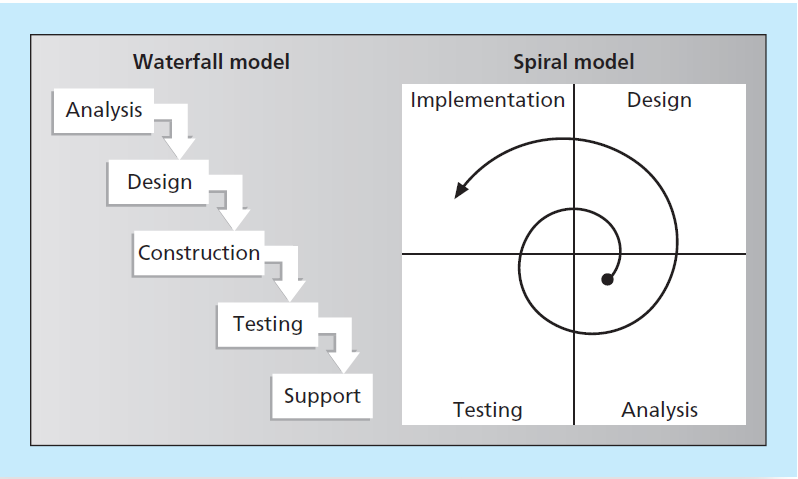 Waterfall model
Analysis
Design
Construction
Testing
Support
Spiral model
Implementation
Design
Testing
Analysis